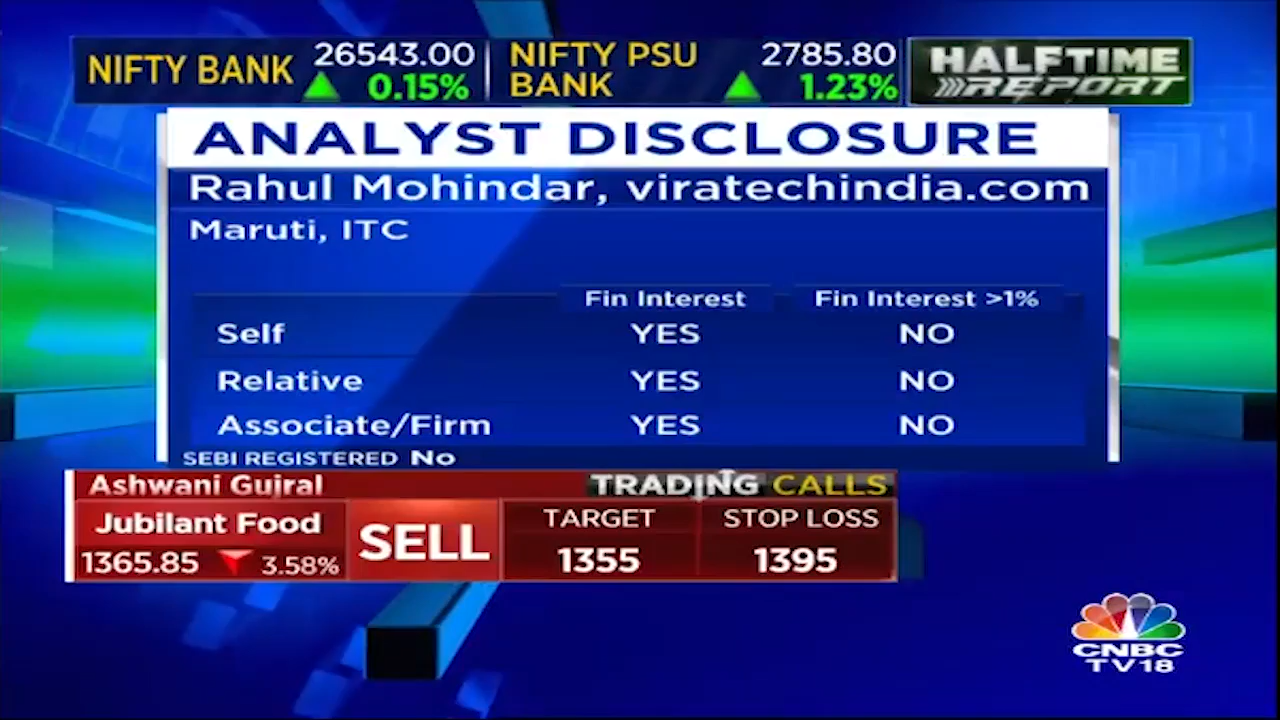 NIFTY BANK 26543.00 0.15%
NIFTY PSU BANK 2785.80 1.23%
HALFTIME
REPORT
ANALYST DISCLOSURE
Rahul Mohindar, viratechindia.com
Maruti, ITC
Fin Interest Fin Interest >1%
Self YES NO
Relative YES NO
Associate/Firm YES NO
SEBI REGISTERED No
Ashwani Gujral TRADING CALLS
Jubilant Food SELL TARGET STOP LOSS
1365.85 3.58% 1355 1395
CNBC
TV18